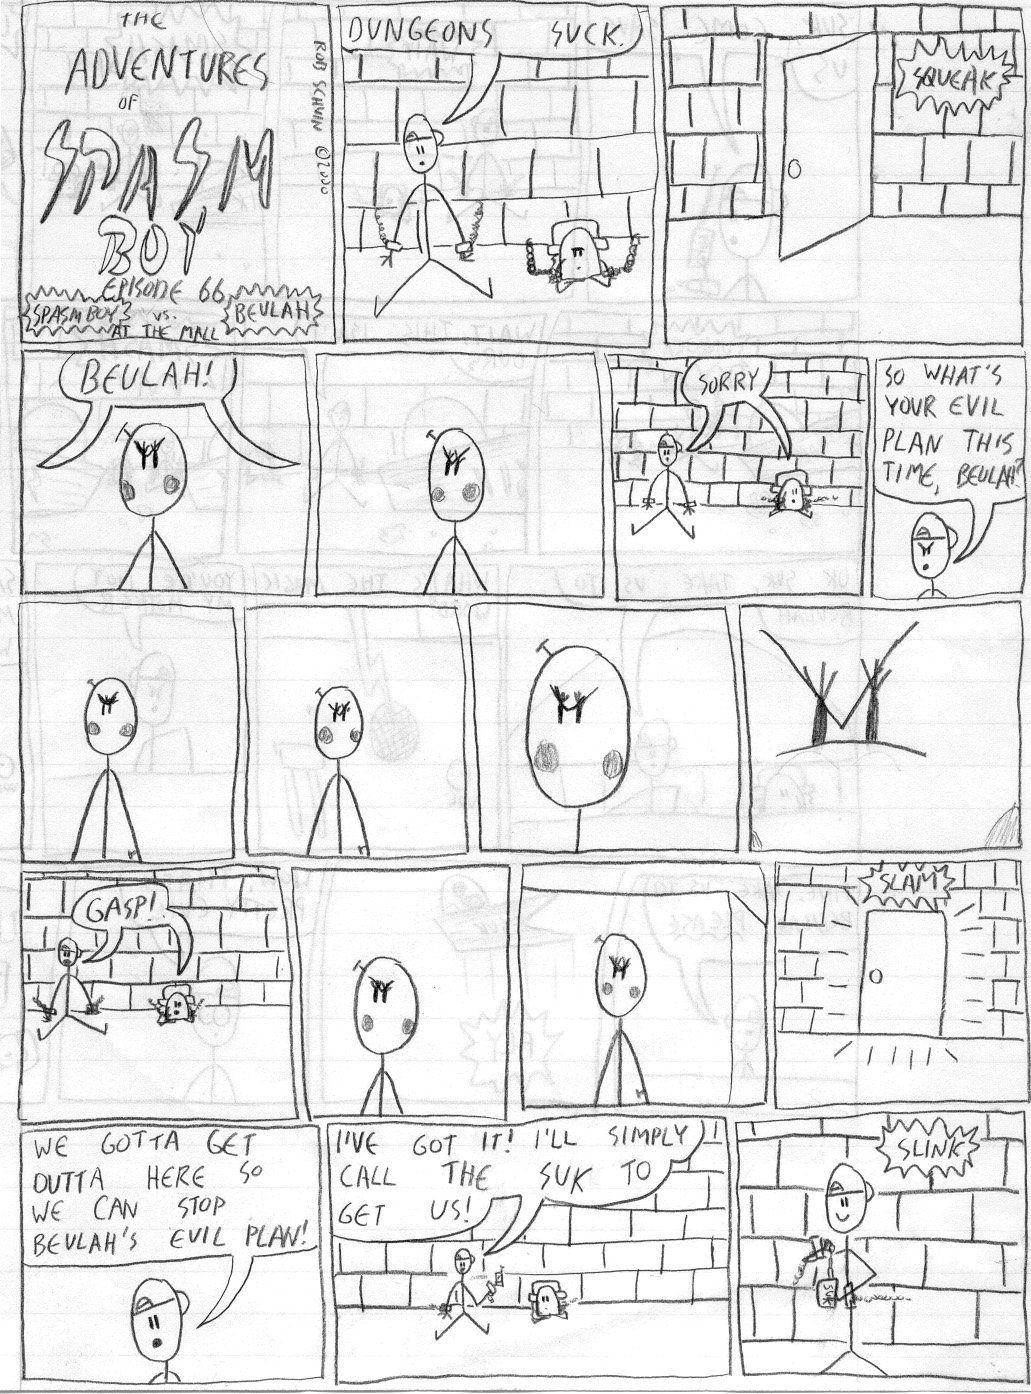 THE
ADVENTURES
OF
SPASM
BOY
EPISODE 66
SPASM BOY vs. BEULAH
AT THE MALL
ROB SCHVIN ©2000
DUNGEONS SUCK.
SQUEAK
BEULAH!
SORRY
SO WHAT'S
YOUR EVIL
PLAN THIS
TIME, BEULAH?
GASP!
SLAM
WE GOTTA GET
OUTTA HERE SO
WE CAN STOP
BEULAH'S EVIL PLAN!
I'VE GOT IT! I'LL SIMPLY
CALL THE SUK TO
GET US!
SLINK
SUK